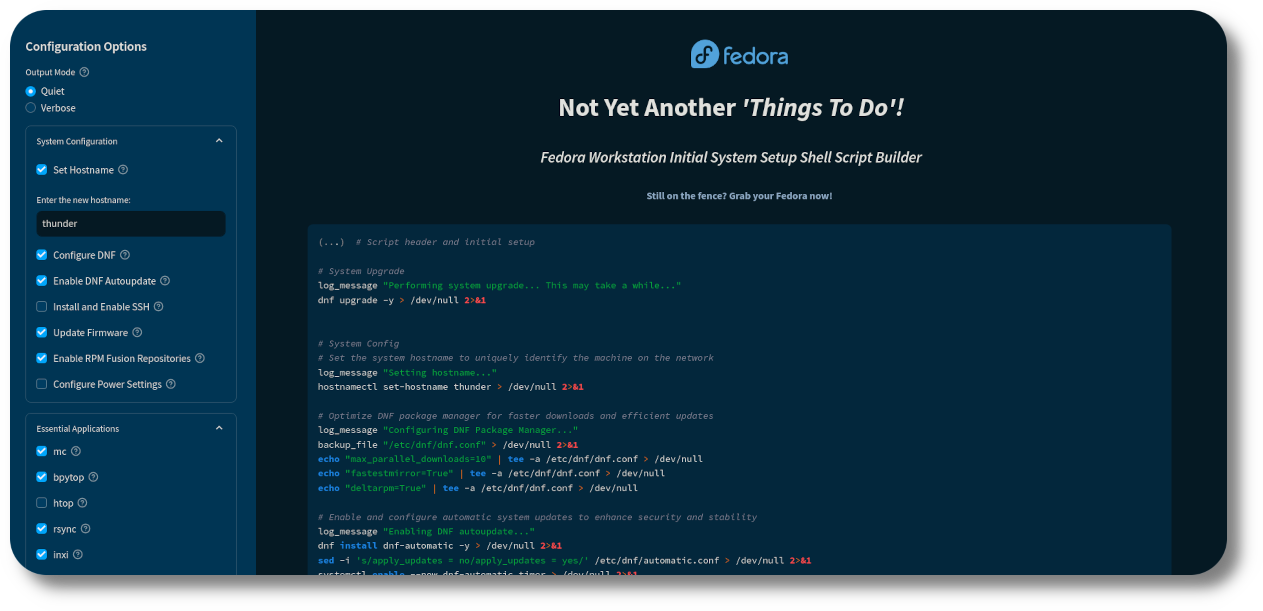 Configuration Options
Output Mode
Quiet
Verbose
System Configuration
Set Hostname
Enter the new hostname:
thunder
Configure DNF
Enable DNF Autoupdate
Install and Enable SSH
Update Firmware
Enable RPM Fusion Repositories
Configure Power Settings
Essential Applications
mc
bpytop
htop
rsync
inxi
fedora
Not Yet Another 'Things To Do'!
Fedora Workstation Initial System Setup Shell Script Builder
Still on the fence? Grab your Fedora now!
(...)  # Script header and initial setup
# System Upgrade
log_message "Performing system upgrade... This may take a while..."
dnf upgrade -y > /dev/null 2>&1
# System Config
# Set the system hostname to uniquely identify the machine on the network
log_message "Setting hostname..."
hostnamectl set-hostname thunder > /dev/null 2>&1
# Optimize DNF package manager for faster downloads and efficient updates
log_message "Configuring DNF Package Manager..."
backup_file "/etc/dnf/dnf.conf" > /dev/null 2>&1
echo "max_parallel_downloads=10" | tee -a /etc/dnf/dnf.conf > /dev/null
echo "fastestmirror=True" | tee -a /etc/dnf/dnf.conf > /dev/null
echo "deltarpm=True" | tee -a /etc/dnf/dnf.conf > /dev/null
# Enable and configure automatic system updates to enhance security and stability
log_message "Enabling DNF autoupdate..."
dnf install dnf-automatic -y > /dev/null 2>&1
sed -i 's/apply_updates = no/apply_updates = yes/' /etc/dnf/automatic.conf > /dev/null 2>&1
systemctl enable --now dnf-automatic.timer > /dev/null 2>&1